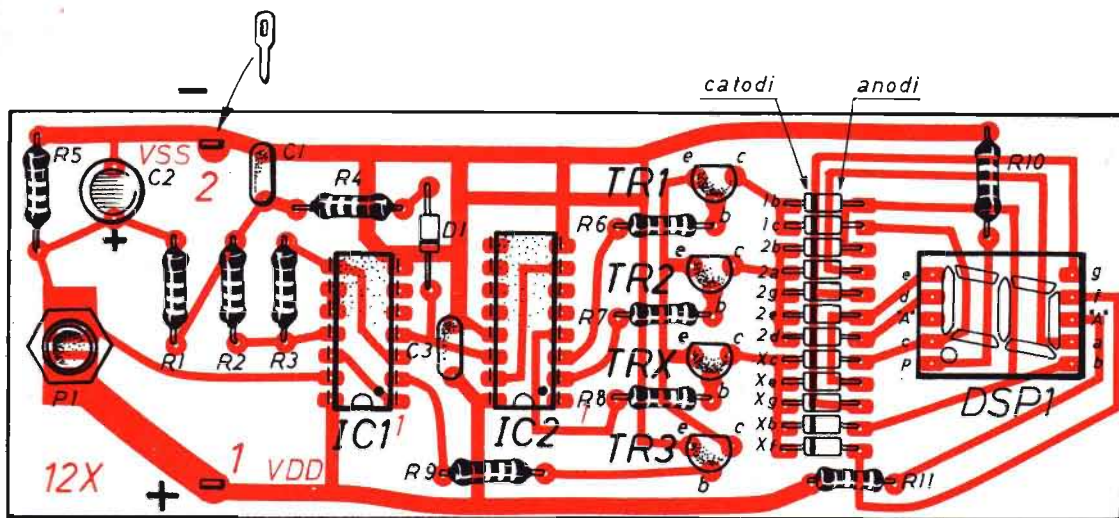 −
catodi
anodi
R5
C2
+
VSS
2
C1
R4
D1
TR1
e
c
b
R6
1b
1c
2b
2a
2g
2e
2d
Xc
Xe
Xg
Xb
Xf
R10
TR2
e
c
b
R7
TRX
e
c
b
R8
TR3
e
c
b
R1
R2
R3
C3
P1
IC1
1
IC2
1
e
d
"A"
c
p
g
f
"A"
a
b
DSP1
R9
R11
12X
+
1
VDD